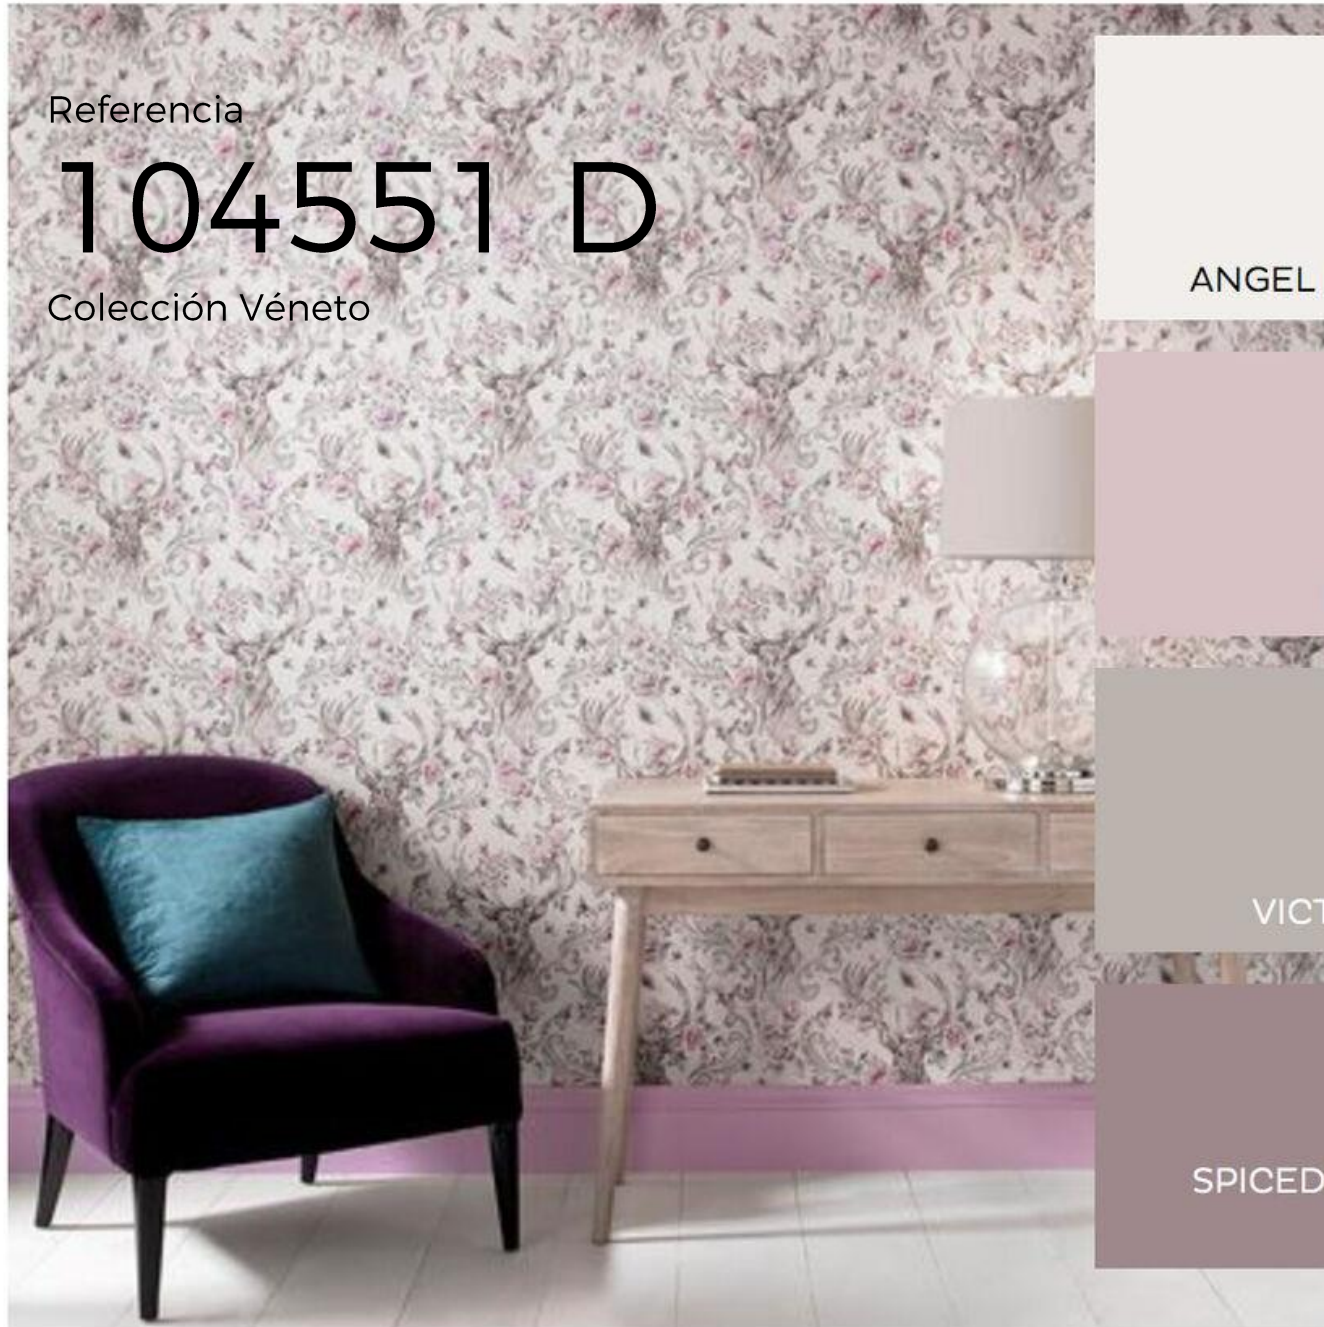 Referencia
104551 D
Colección Véneto
ANGEL
VICT
SPICED